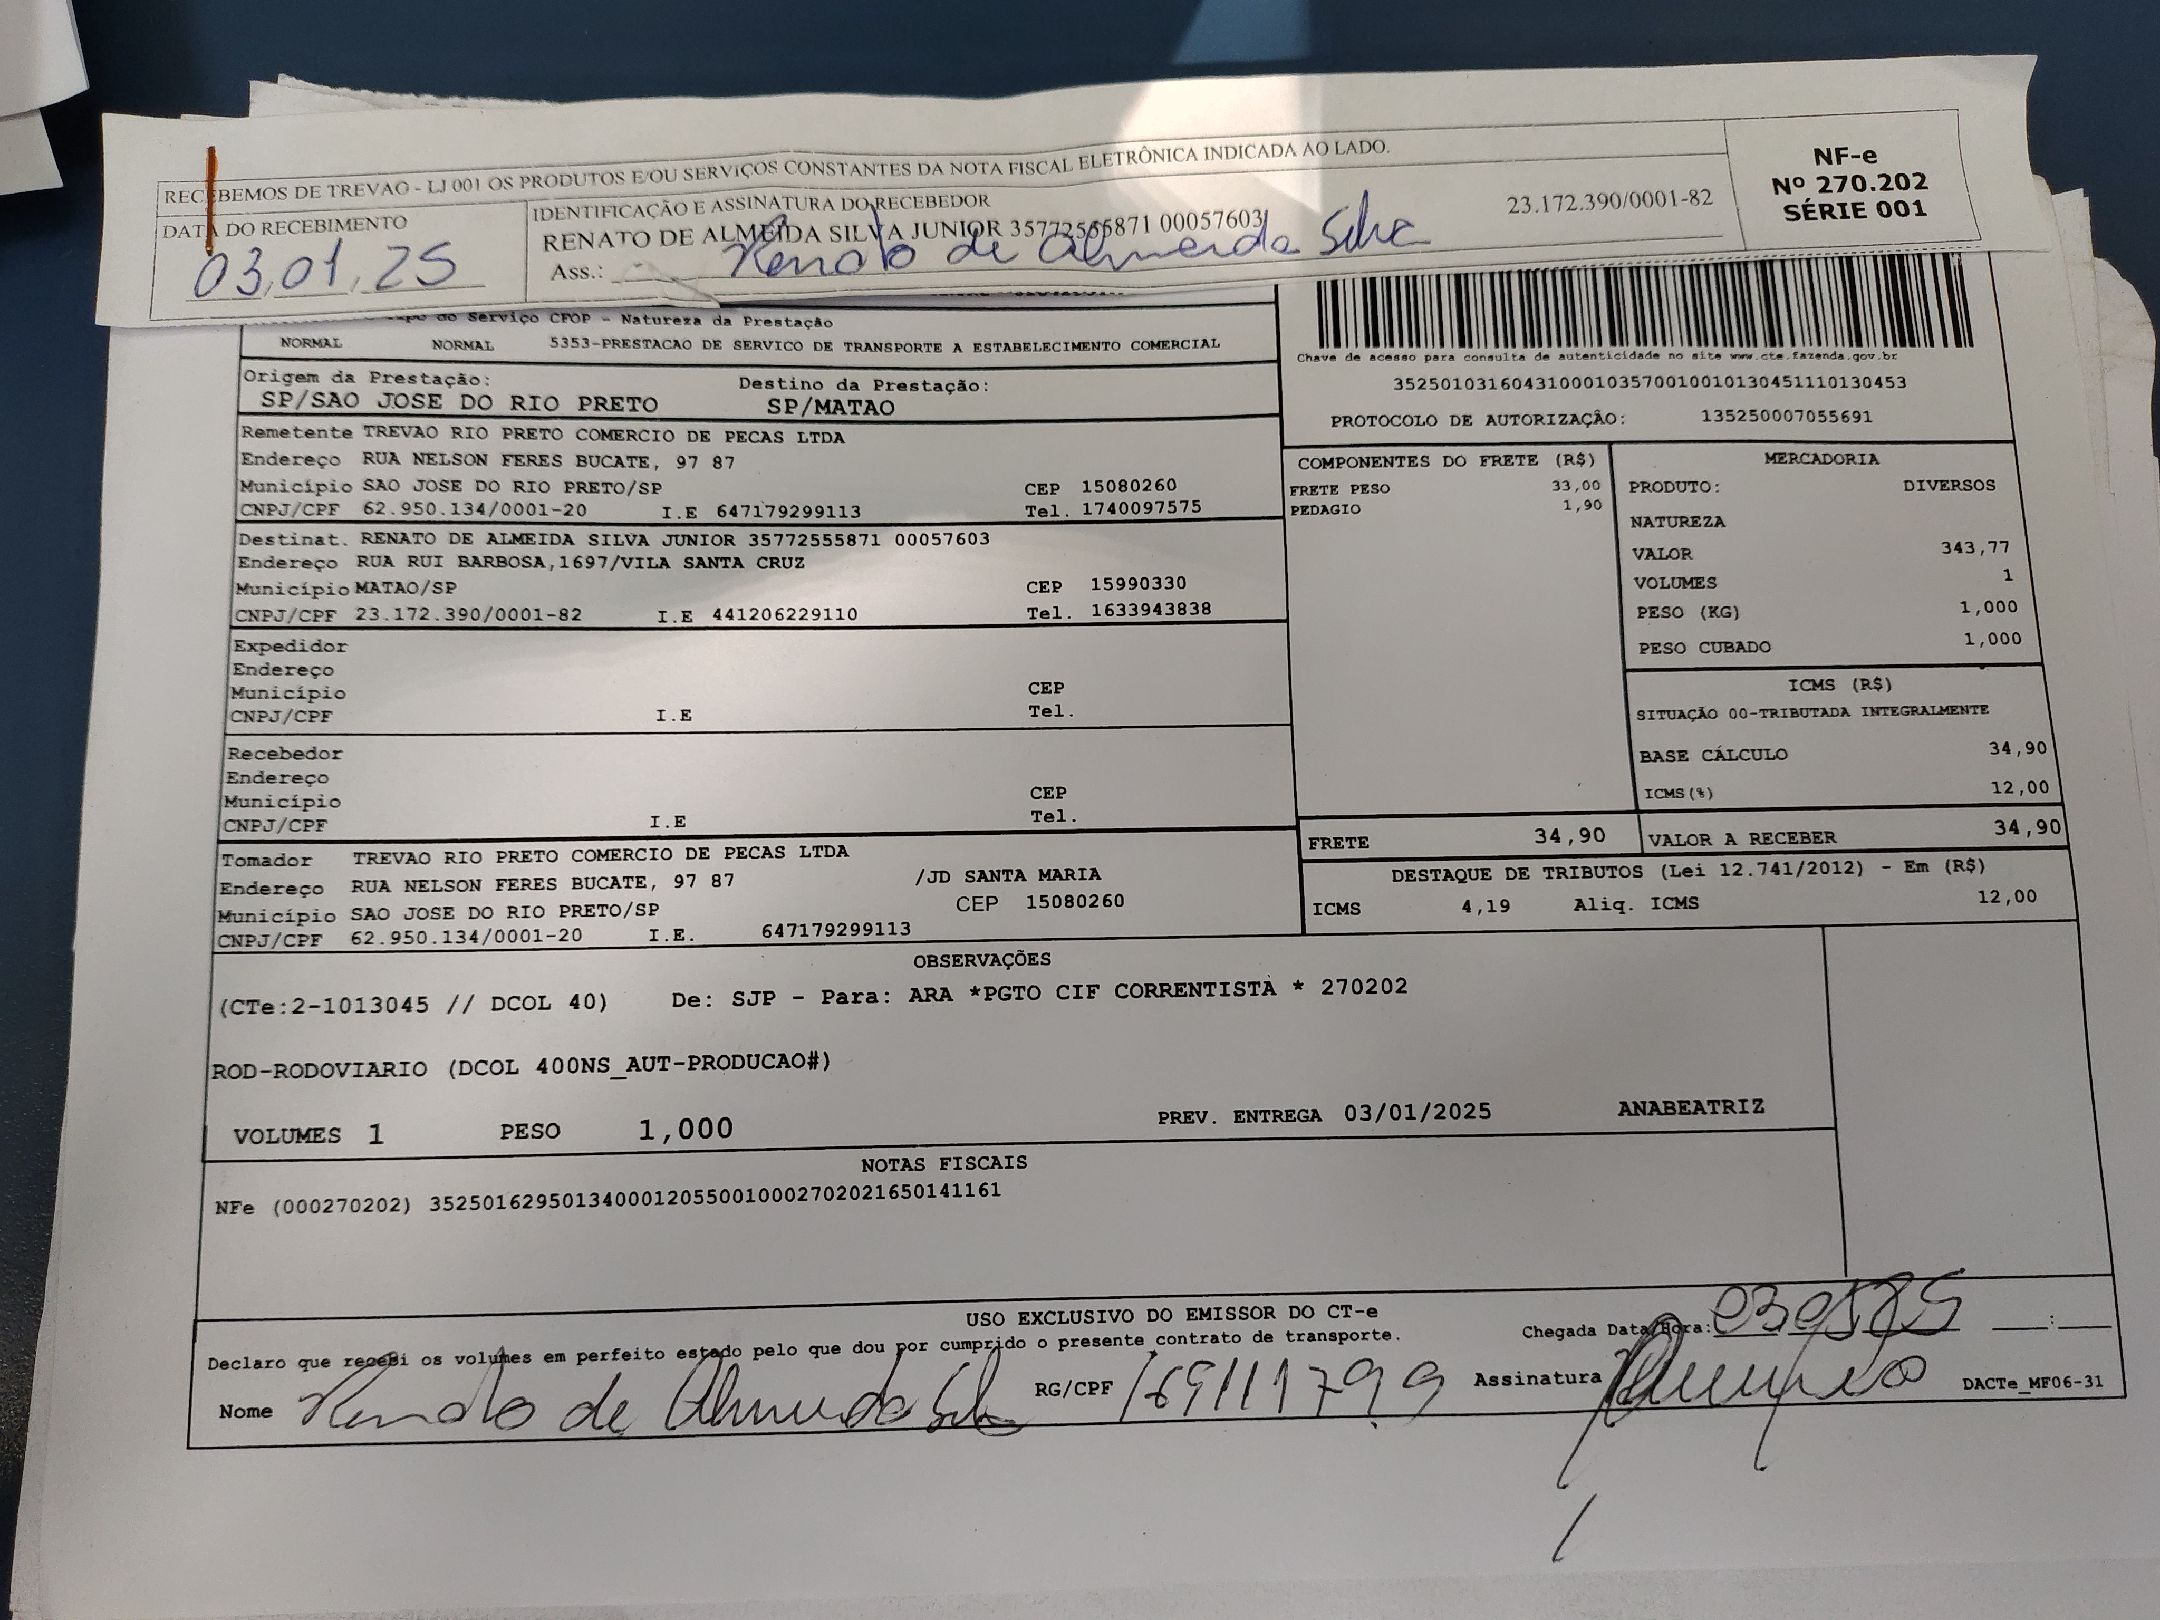 RECEBEMOS DE TREVAO - LJ 001 OS PRODUTOS E/OU SERVIÇOS CONSTANTES DA NOTA FISCAL ELETRÔNICA INDICADA AO LADO.
DATA DO RECEBIMENTO
03,01,25
IDENTIFICAÇÃO E ASSINATURA DO RECEBEDOR
RENATO DE ALMEIDA SILVA JUNIOR 35772555871 00057603
23.172.390/0001-82
Ass.: Renato de Almeida Silva
NF-e
Nº 270.202
SÉRIE 001
do Serviço CFOP - Natureza da Prestação
NORMAL NORMAL 5353-PRESTACAO DE SERVICO DE TRANSPORTE A ESTABELECIMENTO COMERCIAL
Origem da Prestação: Destino da Prestação:
SP/SAO JOSE DO RIO PRETO SP/MATAO
Chave de acesso para consulta de autenticidade no site www.cte.fazenda.gov.br
35250103160431000103570010010130451110130453
PROTOCOLO DE AUTORIZAÇÃO: 135250007055691
Remetente TREVAO RIO PRETO COMERCIO DE PECAS LTDA
Endereço RUA NELSON FERES BUCATE, 97 87
Município SAO JOSE DO RIO PRETO/SP CEP 15080260
CNPJ/CPF 62.950.134/0001-20 I.E 647179299113 Tel. 1740097575
Destinat. RENATO DE ALMEIDA SILVA JUNIOR 35772555871 00057603
Endereço RUA RUI BARBOSA,1697/VILA SANTA CRUZ
Município MATAO/SP CEP 15990330
CNPJ/CPF 23.172.390/0001-82 I.E 441206229110 Tel. 1633943838
Expedidor
Endereço
Município CEP
CNPJ/CPF I.E Tel.
Recebedor
Endereço
Município CEP
CNPJ/CPF I.E Tel.
Tomador TREVAO RIO PRETO COMERCIO DE PECAS LTDA
Endereço RUA NELSON FERES BUCATE, 97 87 /JD SANTA MARIA
Município SAO JOSE DO RIO PRETO/SP CEP 15080260
CNPJ/CPF 62.950.134/0001-20 I.E. 647179299113
COMPONENTES DO FRETE (R$)
FRETE PESO 33,00
PEDAGIO 1,90
MERCADORIA
PRODUTO: DIVERSOS
NATUREZA
VALOR 343,77
VOLUMES 1
PESO (KG) 1,000
PESO CUBADO 1,000
ICMS (R$)
SITUAÇÃO 00-TRIBUTADA INTEGRALMENTE
BASE CÁLCULO 34,90
ICMS(%) 12,00
FRETE 34,90 VALOR A RECEBER 34,90
DESTAQUE DE TRIBUTOS (Lei 12.741/2012) - Em (R$)
ICMS 4,19 Aliq. ICMS 12,00
OBSERVAÇÕES
(CTe:2-1013045 // DCOL 40) De: SJP - Para: ARA *PGTO CIF CORRENTISTA * 270202
ROD-RODOVIARIO (DCOL 400NS_AUT-PRODUCAO#)
VOLUMES 1 PESO 1,000 PREV. ENTREGA 03/01/2025 ANABEATRIZ
NOTAS FISCAIS
NFe (000270202) 35250162950134000120550010002702021650141161
USO EXCLUSIVO DO EMISSOR DO CT-e
Declaro que recebi os volumes em perfeito estado pelo que dou por cumprido o presente contrato de transporte.
Chegada Data/Hora: : 
Nome Renato de Almeida Silva RG/CPF 169111799 Assinatura
DACTe_MF06-31